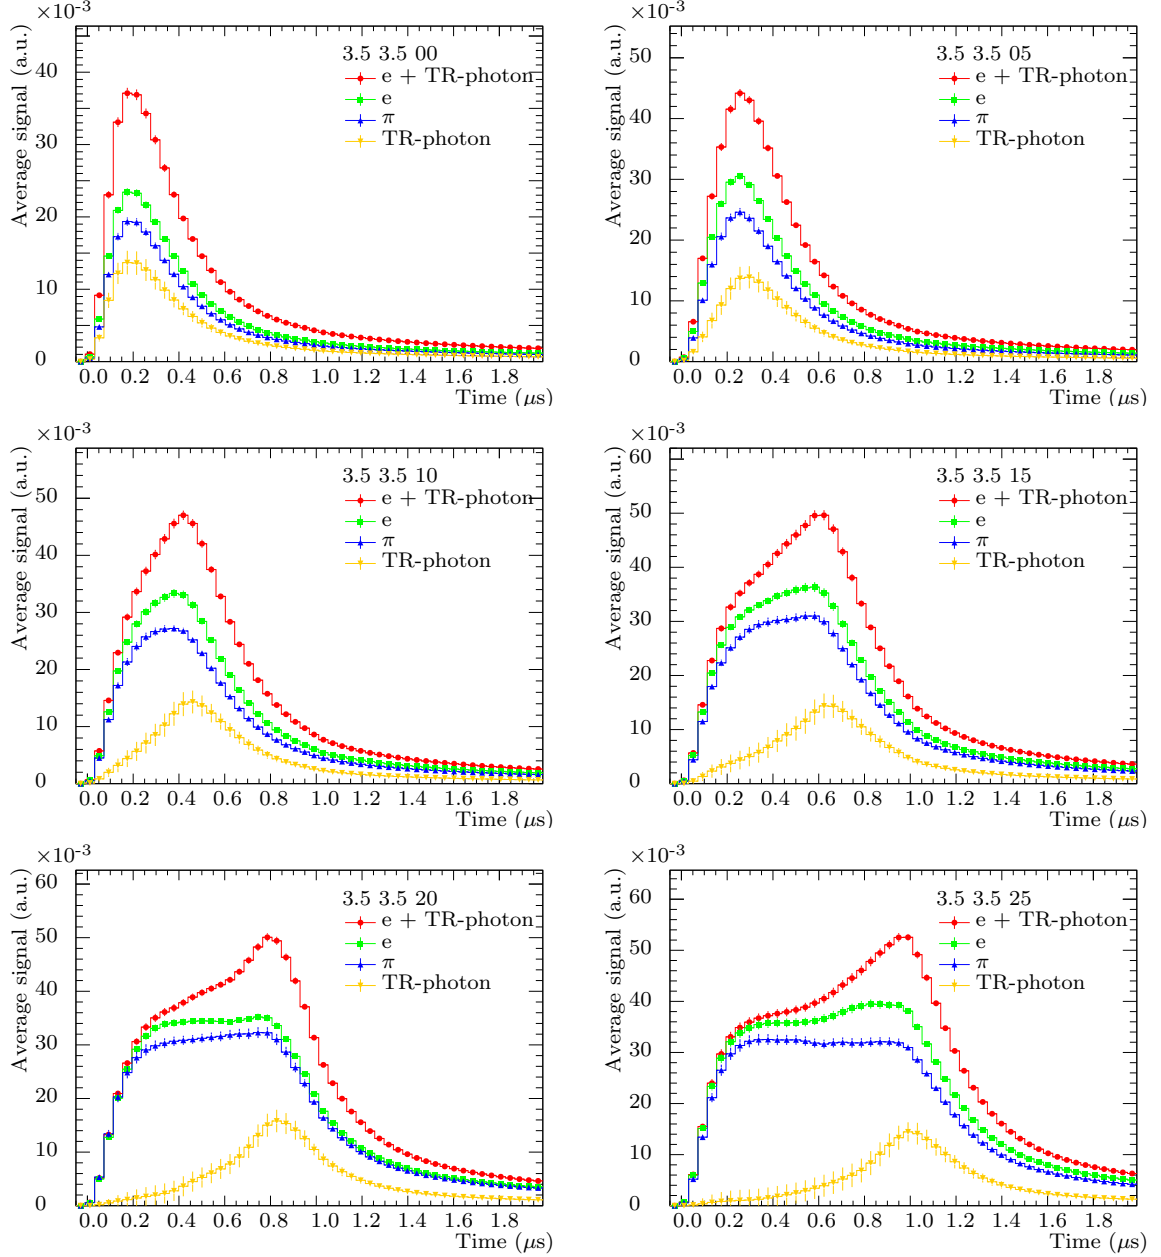 ×10⁻³
Average signal (a.u.)
40
30
20
10
0
3.5 3.5 00
e + TR-photon
e
π
TR-photon
0.0 0.2 0.4 0.6 0.8 1.0 1.2 1.4 1.6 1.8
Time (μs)
×10⁻³
Average signal (a.u.)
50
40
30
20
10
0
3.5 3.5 05
e + TR-photon
e
π
TR-photon
0.0 0.2 0.4 0.6 0.8 1.0 1.2 1.4 1.6 1.8
Time (μs)
×10⁻³
Average signal (a.u.)
50
40
30
20
10
0
3.5 3.5 10
e + TR-photon
e
π
TR-photon
0.0 0.2 0.4 0.6 0.8 1.0 1.2 1.4 1.6 1.8
Time (μs)
×10⁻³
Average signal (a.u.)
60
50
40
30
20
10
0
3.5 3.5 15
e + TR-photon
e
π
TR-photon
0.0 0.2 0.4 0.6 0.8 1.0 1.2 1.4 1.6 1.8
Time (μs)
×10⁻³
Average signal (a.u.)
60
50
40
30
20
10
0
3.5 3.5 20
e + TR-photon
e
π
TR-photon
0.0 0.2 0.4 0.6 0.8 1.0 1.2 1.4 1.6 1.8
Time (μs)
×10⁻³
Average signal (a.u.)
60
50
40
30
20
10
0
3.5 3.5 25
e + TR-photon
e
π
TR-photon
0.0 0.2 0.4 0.6 0.8 1.0 1.2 1.4 1.6 1.8
Time (μs)